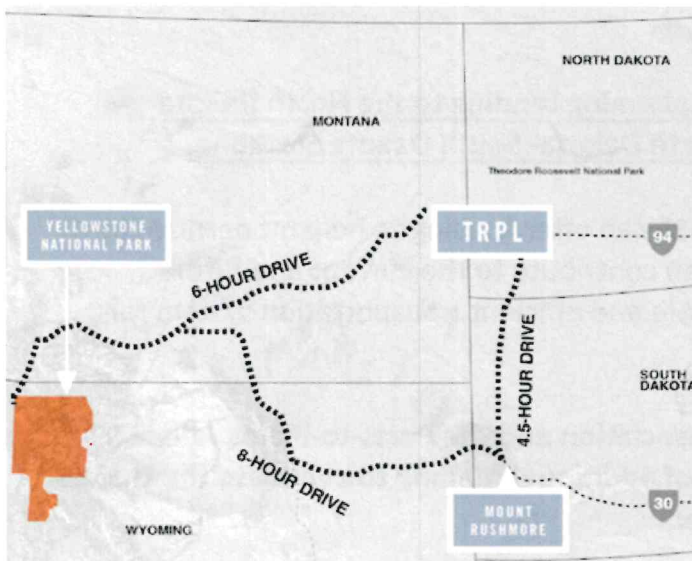 NORTH DAKOTA
MONTANA
Theodore Roosevelt National Park
YELLOWSTONE
NATIONAL PARK
TRPL
94
6-HOUR DRIVE
4.5-HOUR DRIVE
SOUTH
DAKOTA
8-HOUR DRIVE
30
MOUNT
RUSHMORE
WYOMING